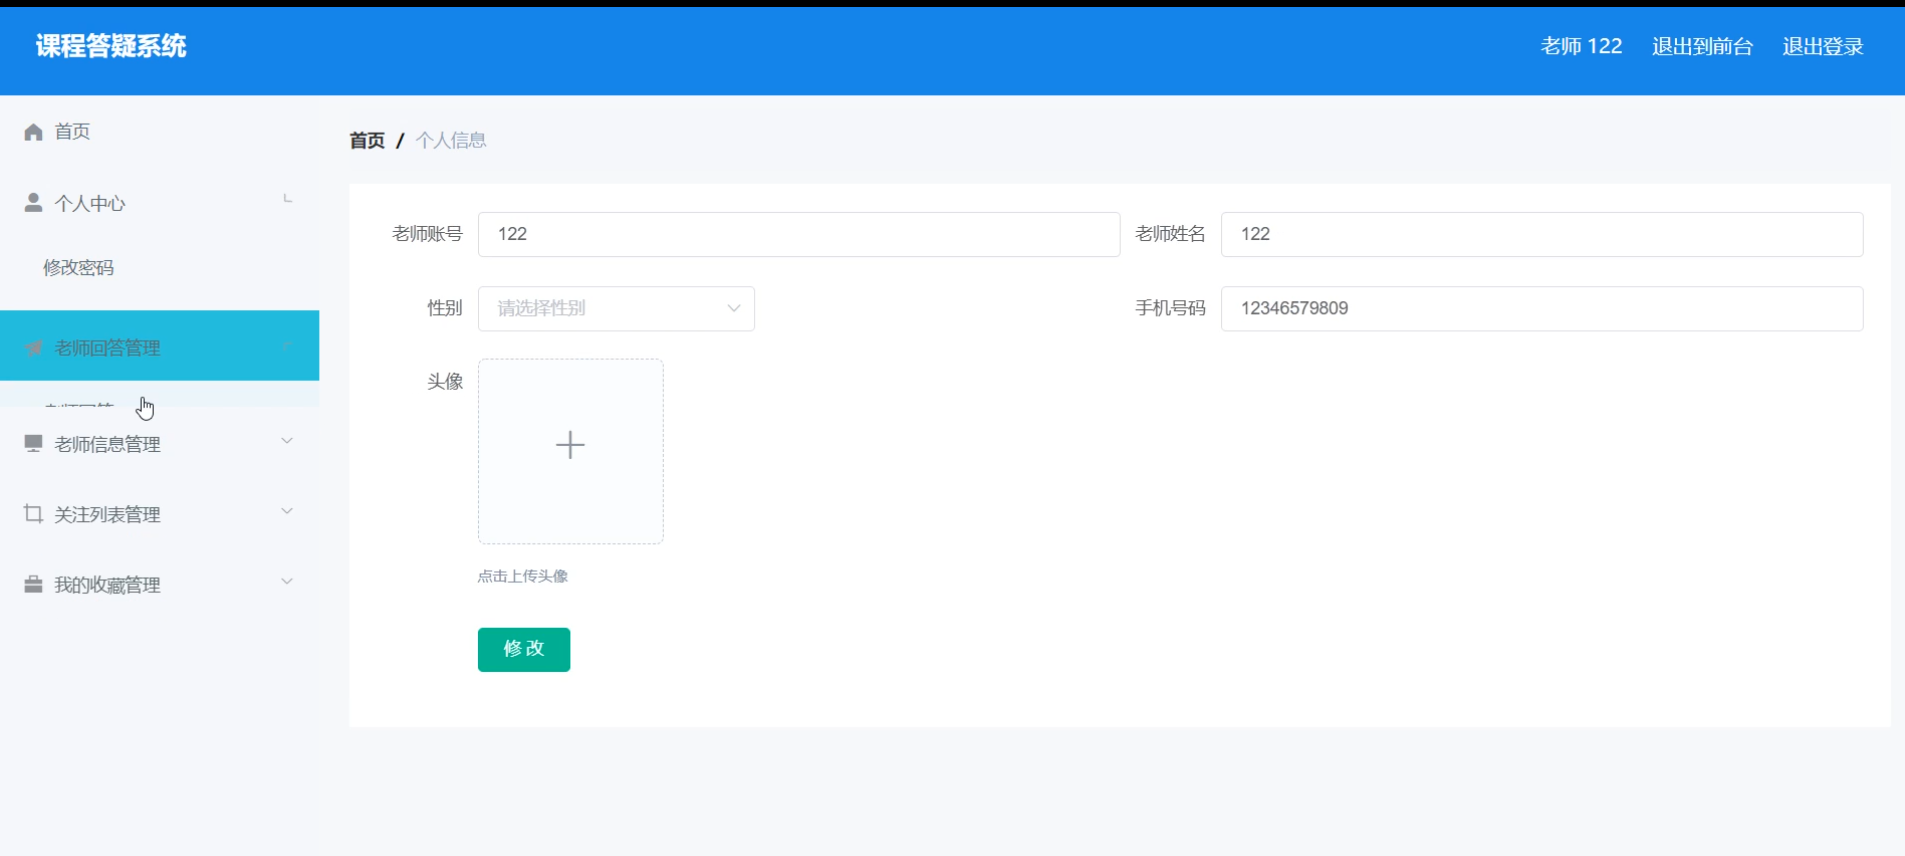 课程答疑系统
老师 122 退出到前台 退出登录
首页
个人中心
修改密码
老师回答管理
老师信息管理
关注列表管理
我的收藏管理
首页 / 个人信息
老师账号 122 老师姓名 122
性别 请选择性别 手机号码 12346579809
头像
点击上传头像
修改